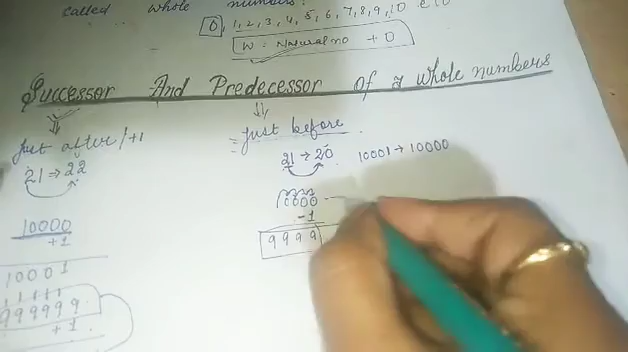 called whole numbers.
0, 1, 2, 3, 4, 5, 6, 7, 8, 9, 10 etc
W = Natural no + 0
Successor And Predecessor of a whole numbers
Just after / +1
21 → 22
10000
+1
10001
999999
+1
= Just before
21 → 20 10001 → 10000
10000
-1
9999